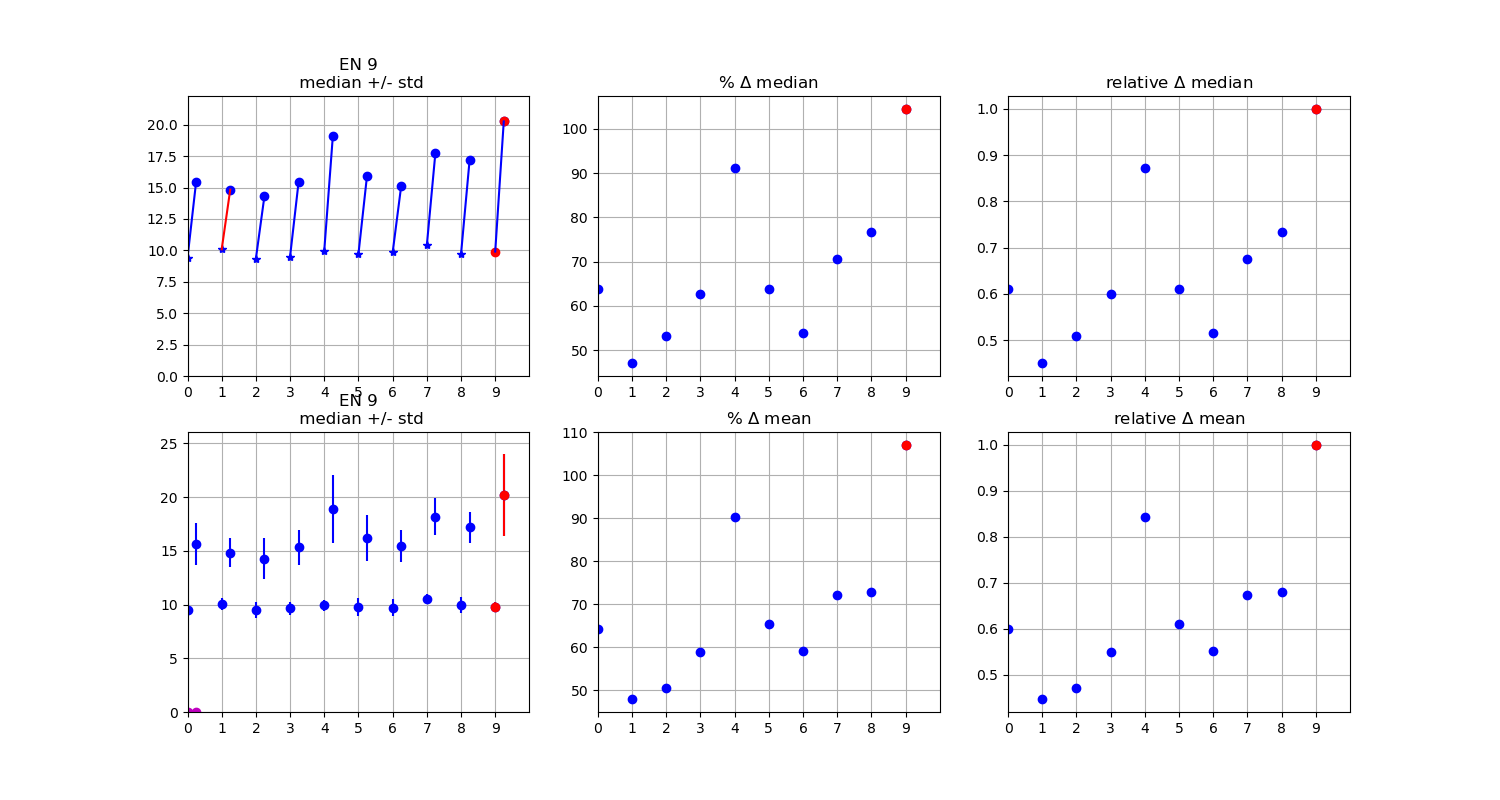 EN 9
median +/- std
% Δ median
relative Δ median
20.0
17.5
15.0
12.5
10.0
7.5
5.0
2.5
0.0
0 1 2 3 4 5 6 7 8 9
100
90
80
70
60
50
0 1 2 3 4 5 6 7 8 9
1.0
0.9
0.8
0.7
0.6
0.5
0 1 2 3 4 5 6 7 8 9
EN 9
median +/- std
% Δ mean
relative Δ mean
25
20
15
10
5
0
0 1 2 3 4 5 6 7 8 9
110
100
90
80
70
60
50
0 1 2 3 4 5 6 7 8 9
1.0
0.9
0.8
0.7
0.6
0.5
0 1 2 3 4 5 6 7 8 9